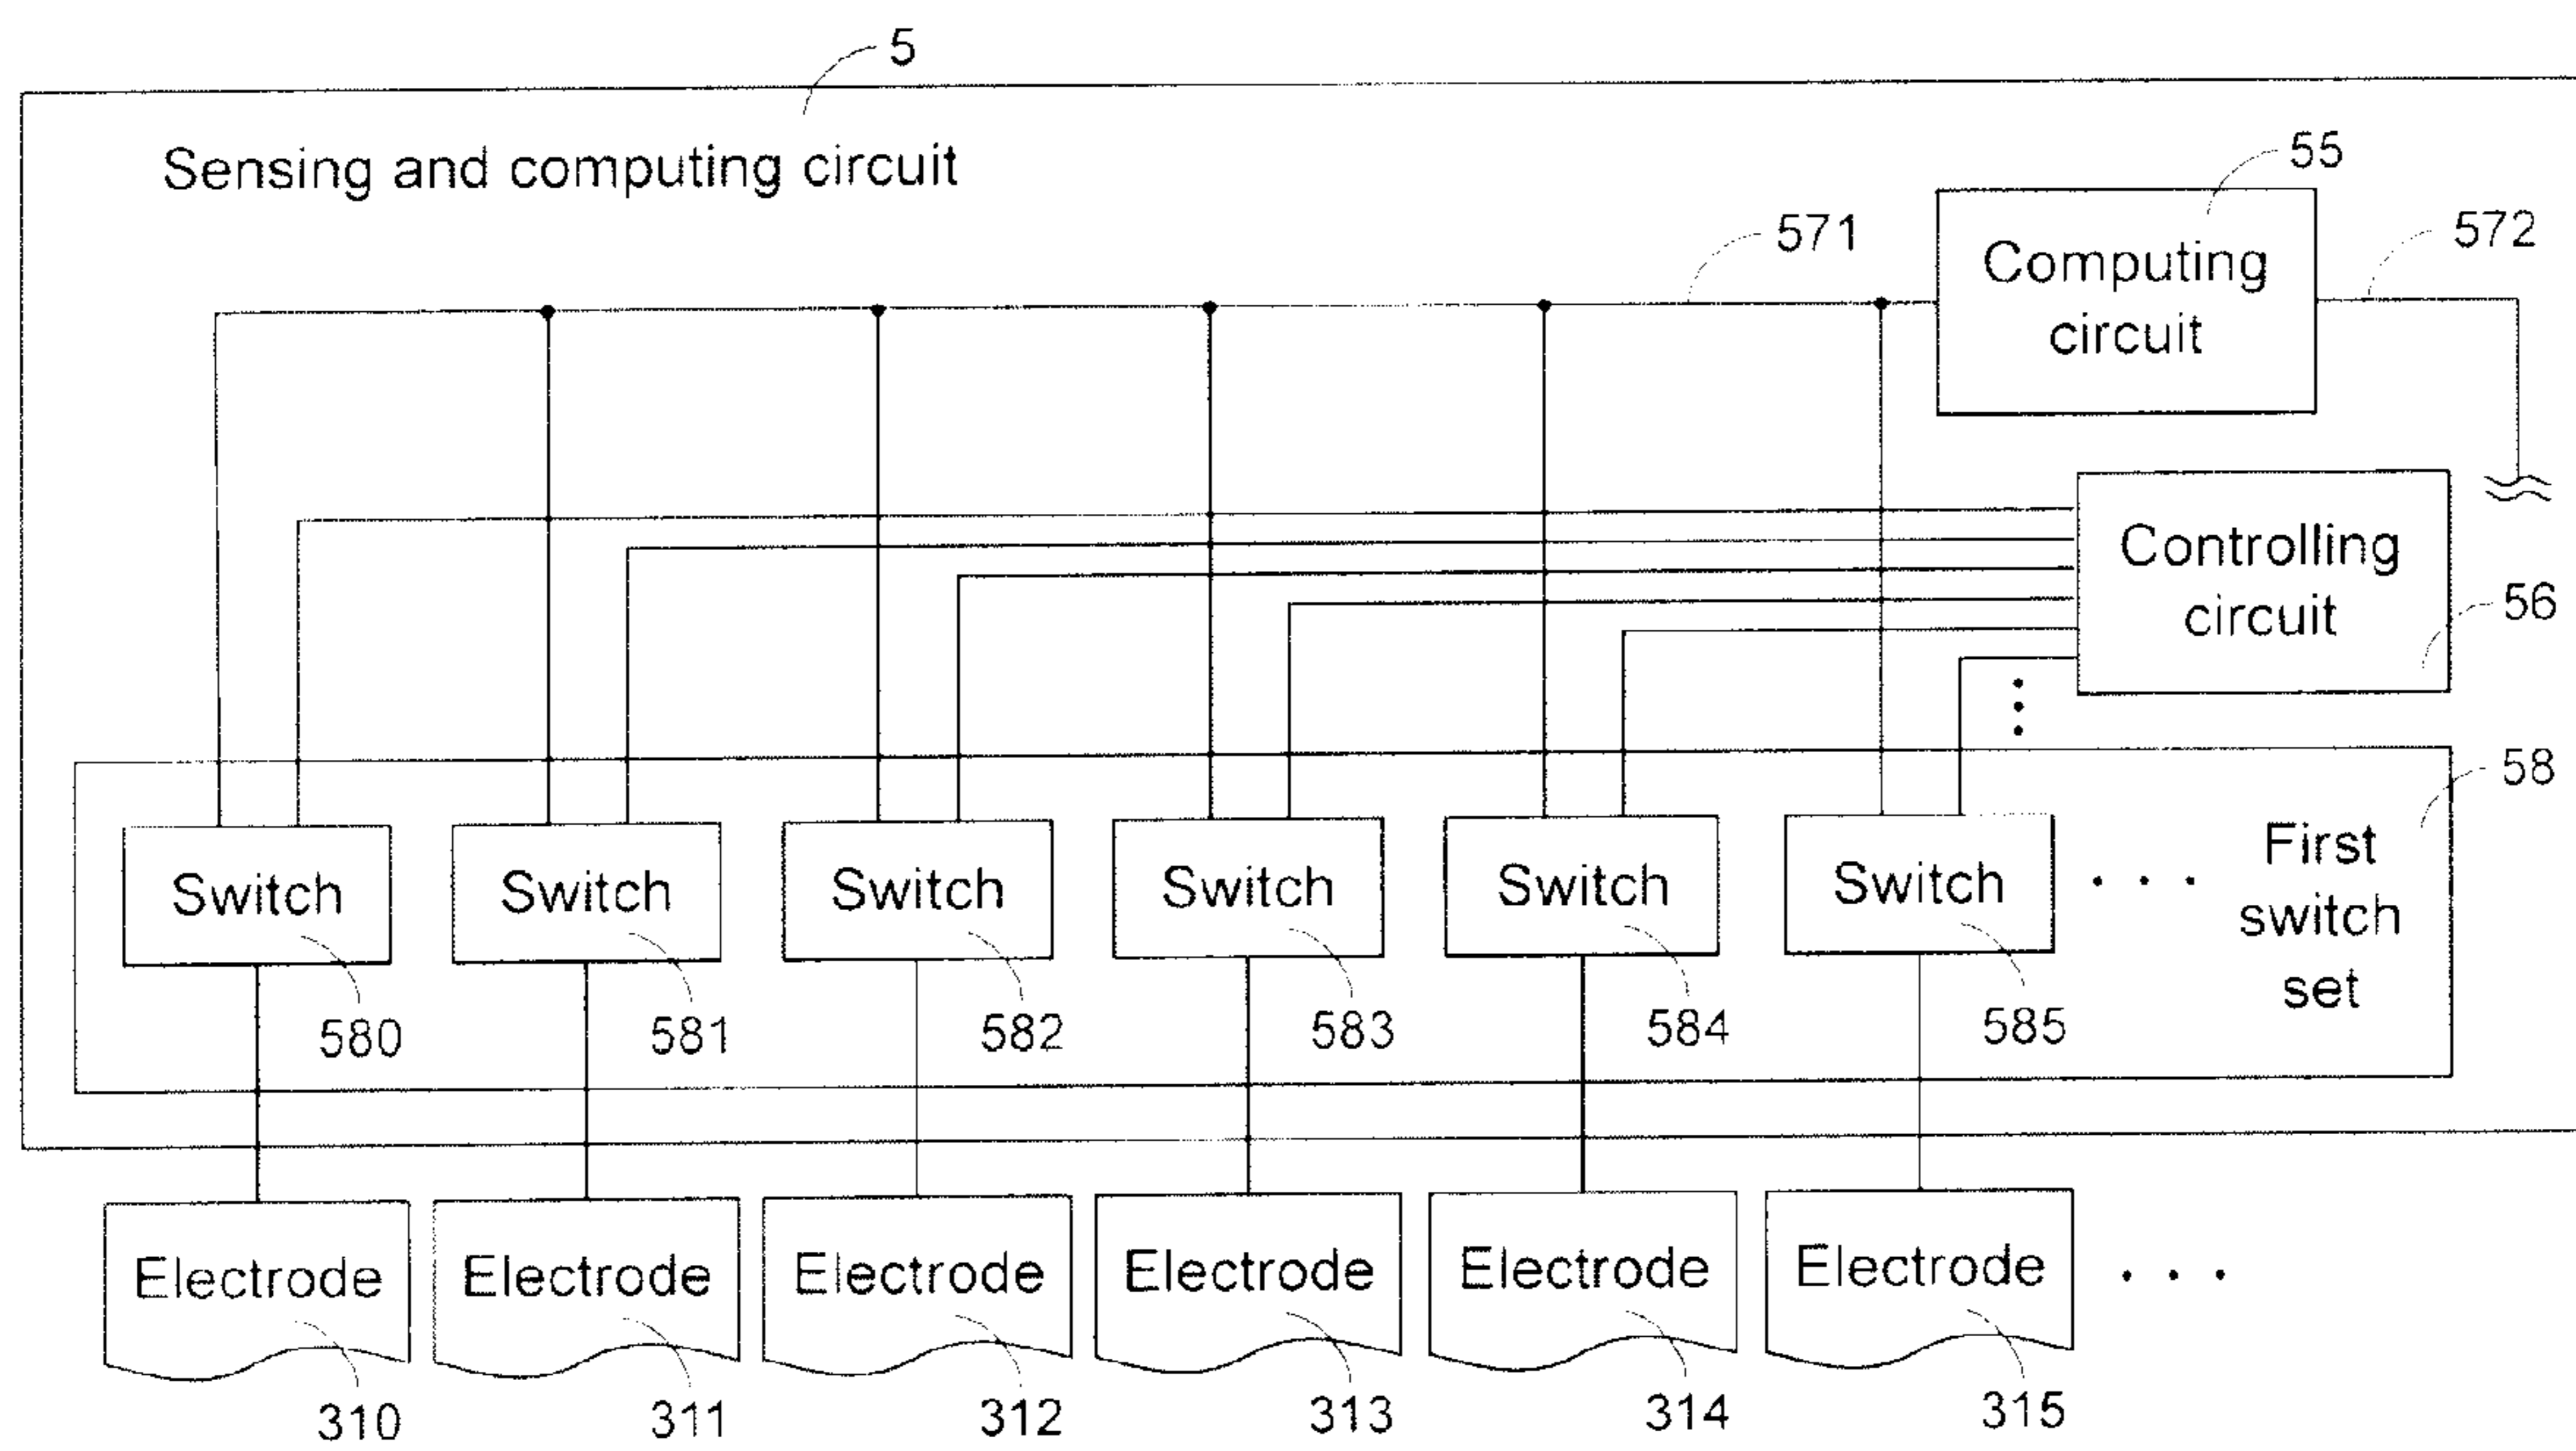 5
Sensing and computing circuit
55
571
Computing
circuit
572
Controlling
circuit
56
58
Switch
Switch
Switch
Switch
Switch
Switch
. . .
First
switch
set
580
581
582
583
584
585
Electrode
Electrode
Electrode
Electrode
Electrode
Electrode
. . .
310
311
312
313
314
315